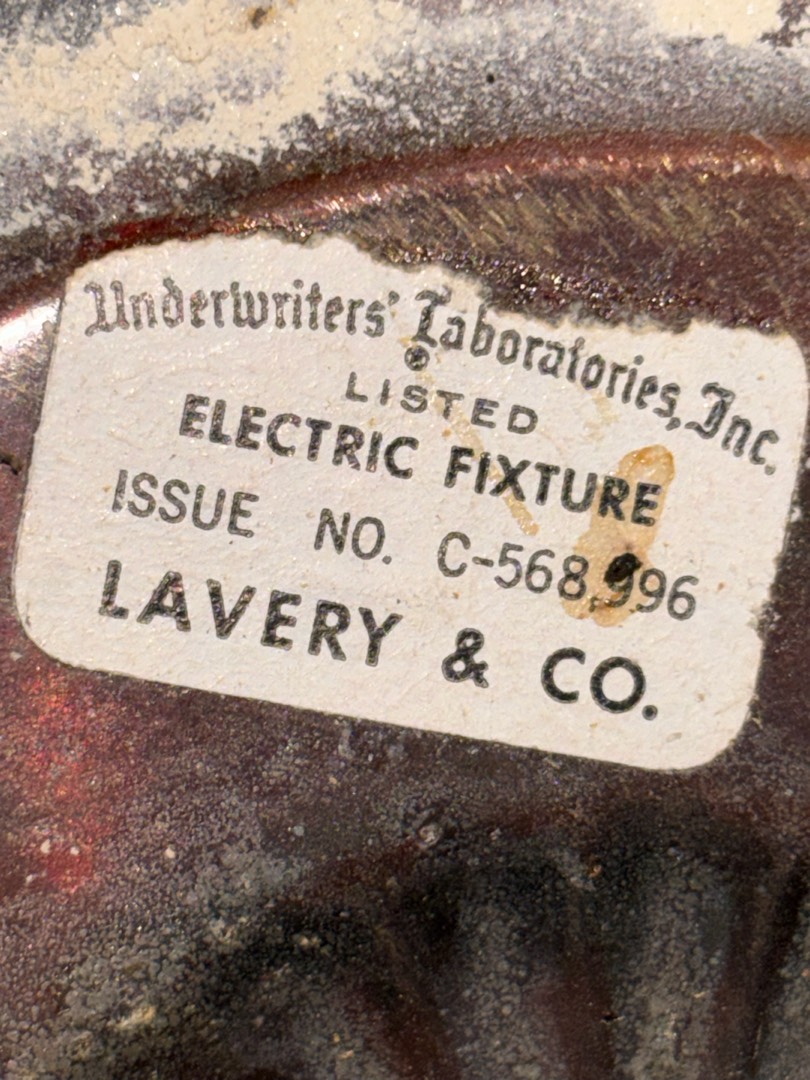 Underwriters' Laboratories, Inc.
®
LISTED
ELECTRIC FIXTURE
ISSUE NO. C-568,996
LAVERY & CO.